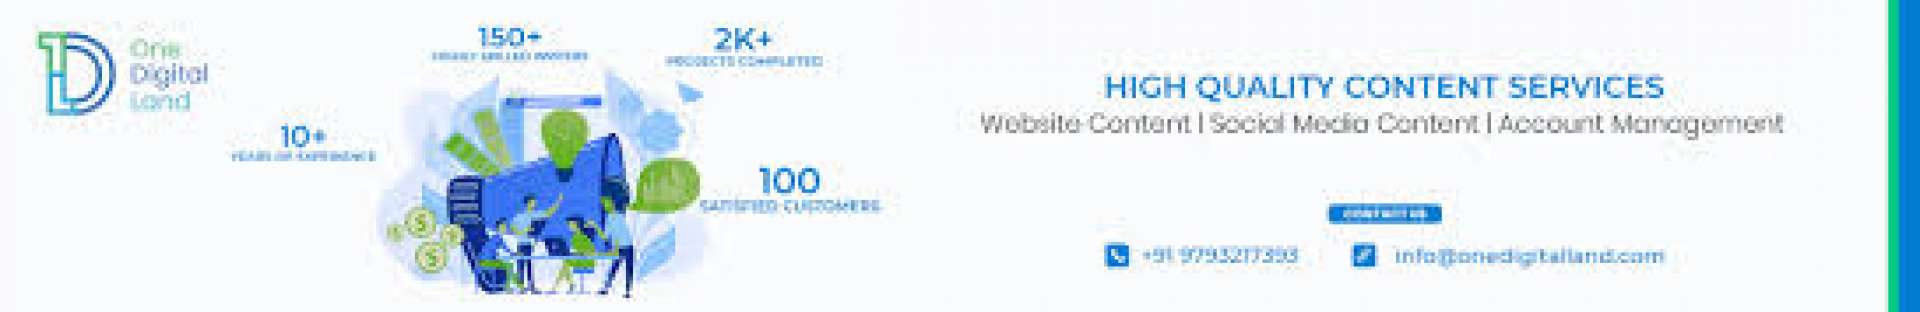 One
Digital
Land
150+
HIGHLY SKILLED WRITERS
2K+
PROJECTS COMPLETED
10+
YEARS OF EXPERIENCE
100
SATISFIED CUSTOMERS
HIGH QUALITY CONTENT SERVICES
Website Content | Social Media Content | Account Management
CONTACT US
+91 9793217393
info@onedigitalland.com